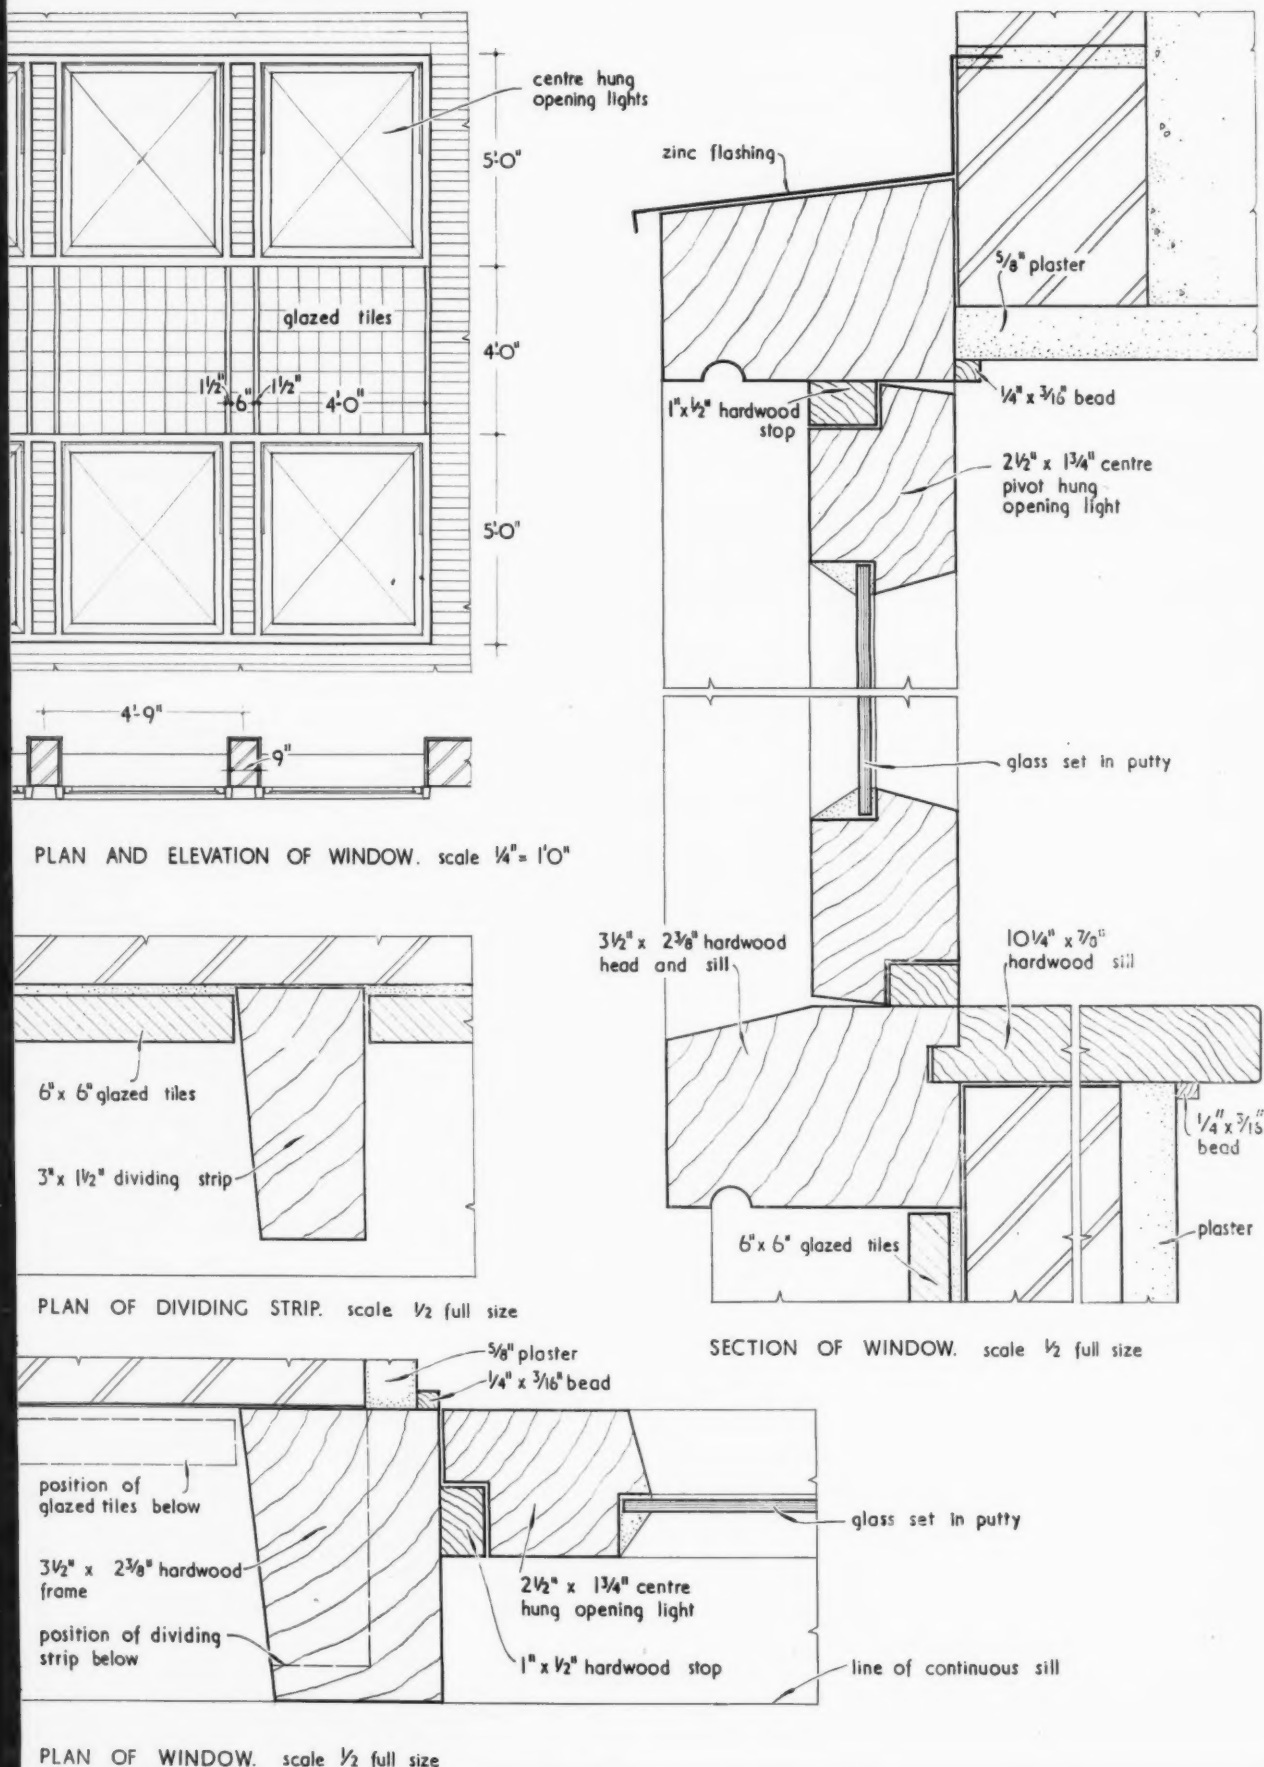 centre hung
opening lights
5'-0"
glazed tiles
4'-0"
1½" 6" 1½" 4'-0"
5'-0"
4'-9"
9"
PLAN AND ELEVATION OF WINDOW. scale ¼" = 1'0"
zinc flashing
5/8" plaster
1" x ½" hardwood
stop
¼" x 3/16" bead
2½" x 1¾" centre
pivot hung
opening light
glass set in putty
3½" x 2⅜" hardwood
head and sill
10¼" x 7/8"
hardwood sill
¼" x 3/16"
bead
plaster
6" x 6" glazed tiles
SECTION OF WINDOW. scale ½ full size
6" x 6" glazed tiles
3" x 1½" dividing strip
PLAN OF DIVIDING STRIP. scale ½ full size
5/8" plaster
¼" x 3/16" bead
position of
glazed tiles below
3½" x 2⅜" hardwood
frame
position of dividing
strip below
glass set in putty
2½" x 1¾" centre
hung opening light
1" x ½" hardwood stop
line of continuous sill
PLAN OF WINDOW. scale ½ full size